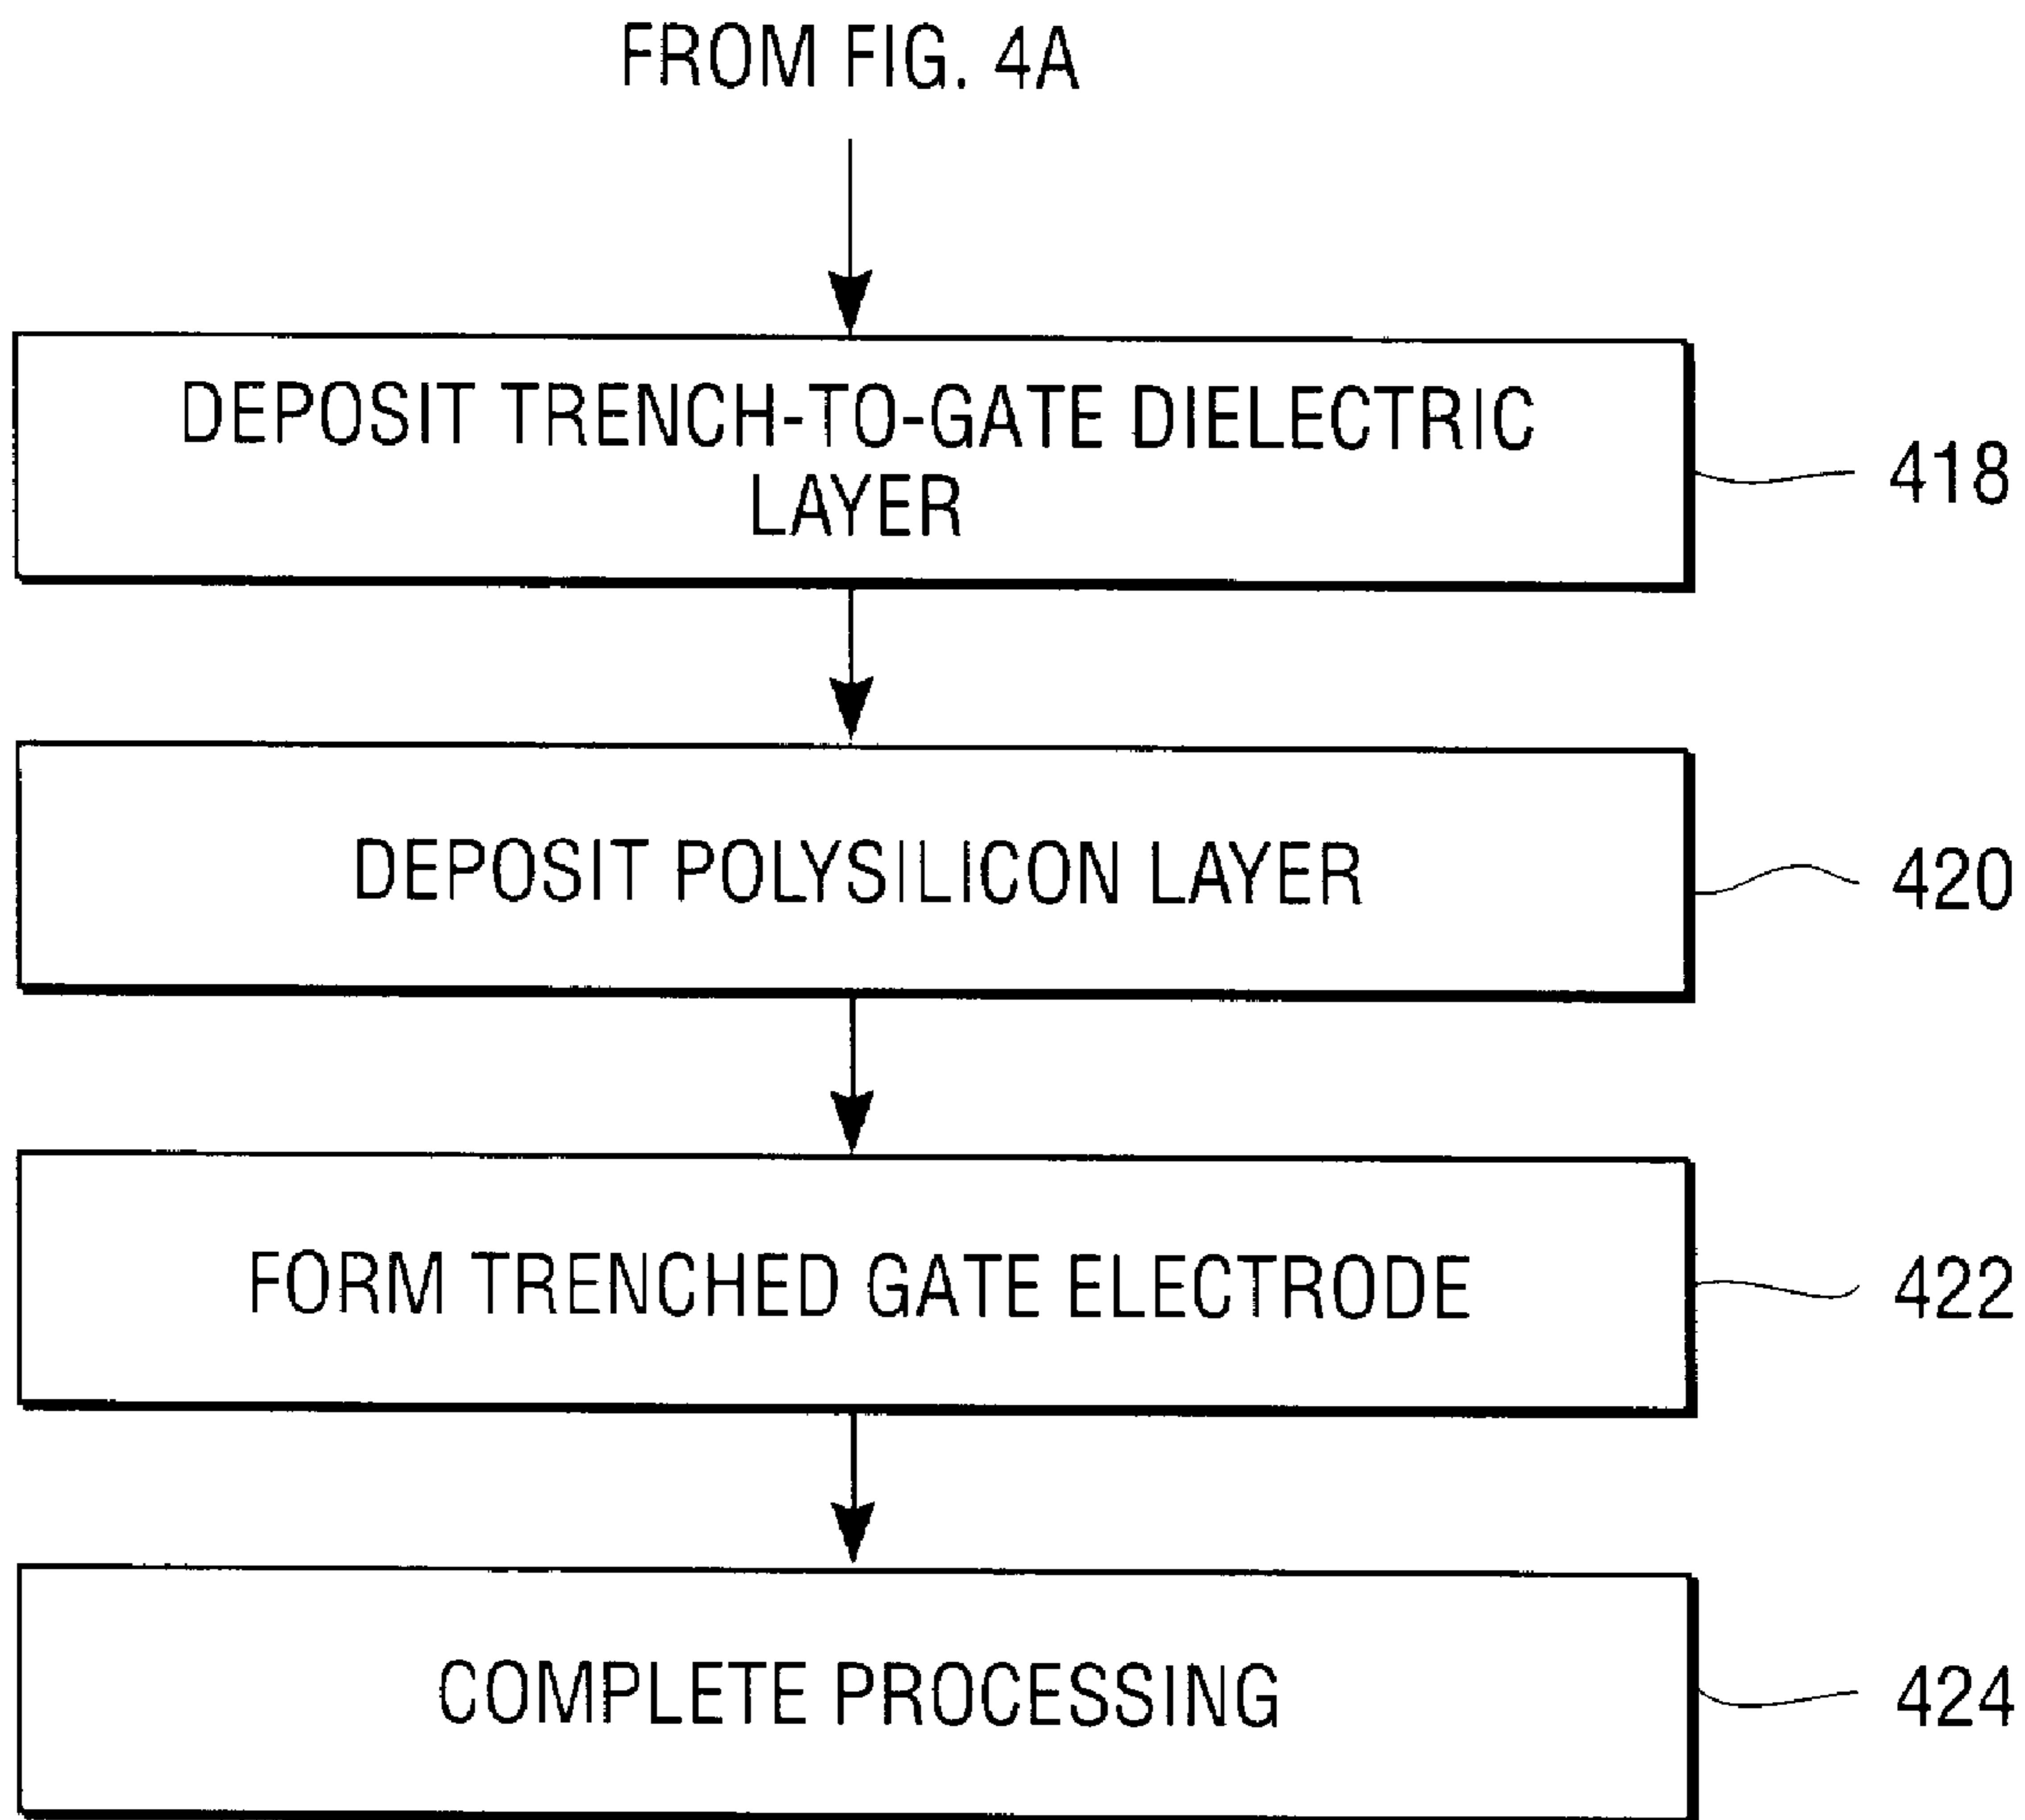 FROM FIG. 4A
DEPOSIT TRENCH-TO-GATE DIELECTRIC
LAYER
418
DEPOSIT POLYSILICON LAYER
420
FORM TRENCHED GATE ELECTRODE
422
COMPLETE PROCESSING
424